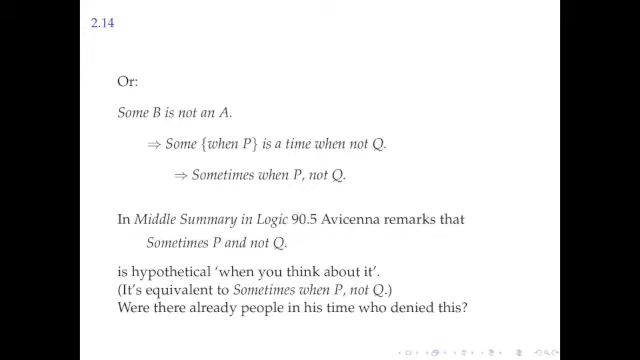 2.14
Or:
Some B is not an A.
⇒ Some {when P} is a time when not Q.
⇒ Sometimes when P, not Q.
In Middle Summary in Logic 90.5 Avicenna remarks that
Sometimes P and not Q.
is hypothetical ‘when you think about it’.
(It’s equivalent to Sometimes when P, not Q.)
Were there already people in his time who denied this?